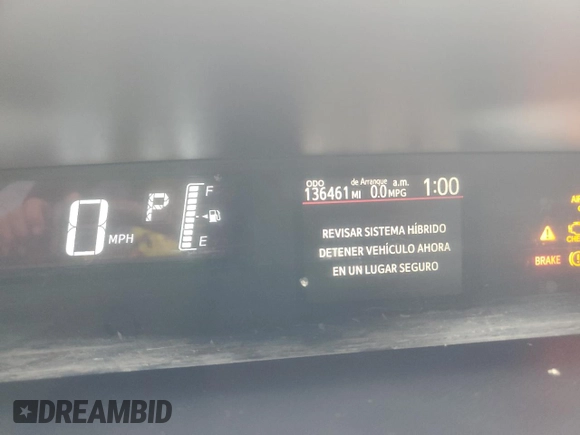 ODO
de Arranque
a.m.
136461 MI
0.0 MPG
1:00
F
P
0 MPH
E
REVISAR SISTEMA HÍBRIDO
DETENER VEHÍCULO AHORA
EN UN LUGAR SEGURO
BRAKE
DREAMBID